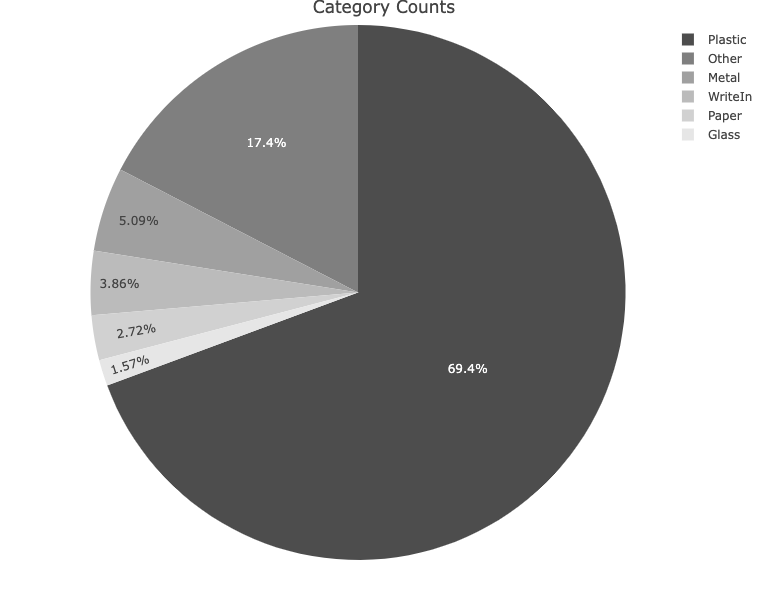 Category Counts
Plastic
Other
Metal
WriteIn
Paper
Glass
17.4%
5.09%
3.86%
2.72%
1.57%
69.4%